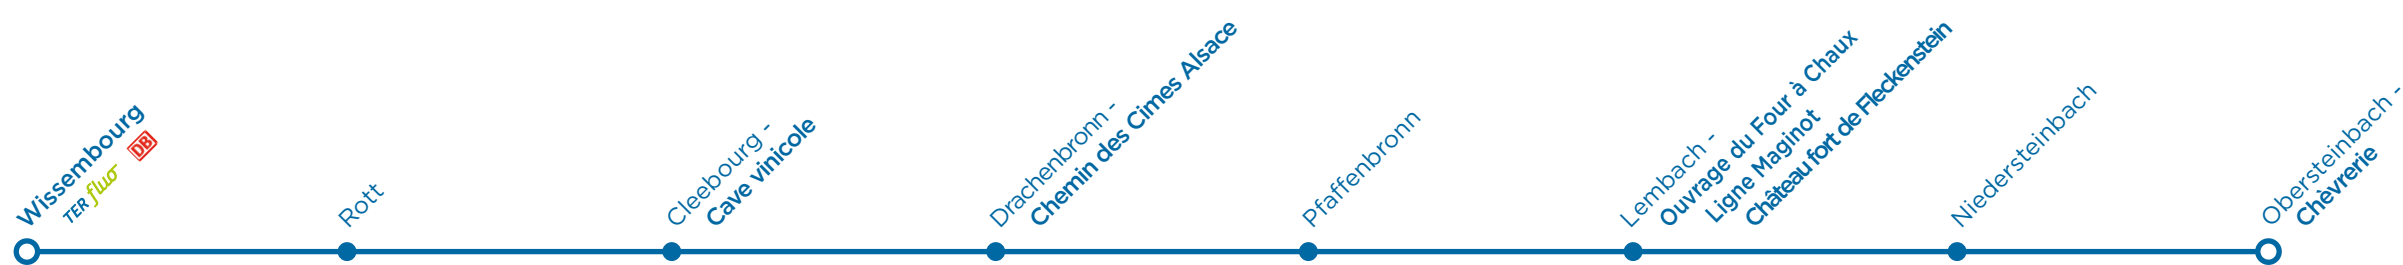 Wissembourg
TER fluo DB
Rott
Cleebourg -
Cave vinicole
Drachenbronn -
Chemin des Cimes Alsace
Pfaffenbronn
Lembach -
Ouvrage du Four à Chaux
Ligne Maginot
Château fort de Fleckenstein
Niedersteinbach
Obersteinbach -
Chèvrerie